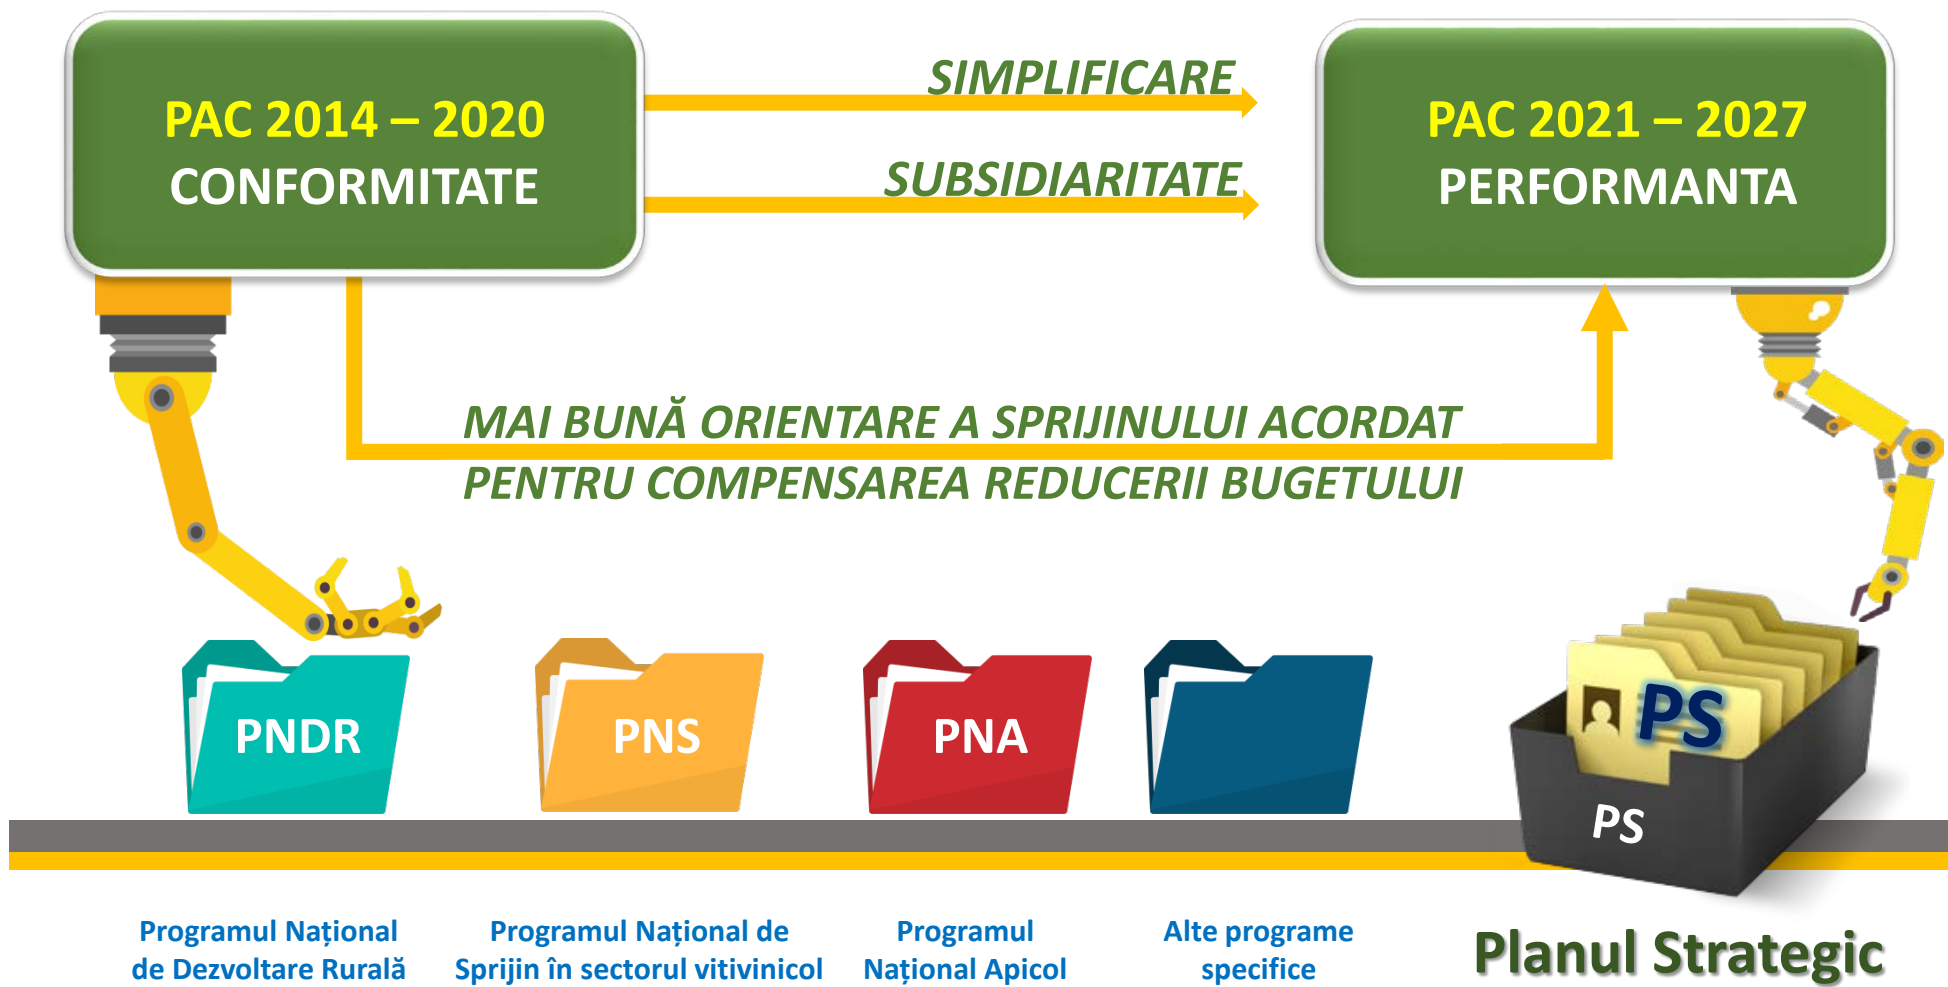 PAC 2014 – 2020
CONFORMITATE
SIMPLIFICARE
SUBSIDIARITATE
PAC 2021 – 2027
PERFORMANTA
MAI BUNĂ ORIENTARE A SPRIJINULUI ACORDAT
PENTRU COMPENSAREA REDUCERII BUGETULUI
PNDR
PNS
PNA
PS
PS
Programul Național
de Dezvoltare Rurală
Programul Național de
Sprijin în sectorul vitivinicol
Programul
Național Apicol
Alte programe
specifice
Planul Strategic